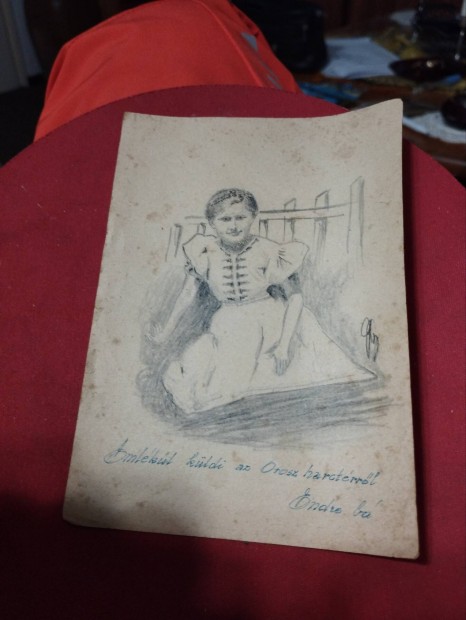 Emlékül küldi az Orosz harctérről
Endre bá